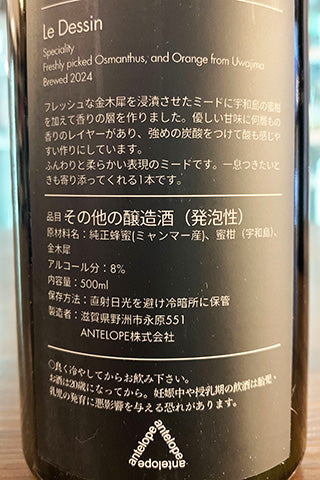 Le Dessin
Speciality
Freshly picked Osmanthus, and Orange from Uwajima
Brewed 2024
フレッシュな金木犀を浸漬させたミードに宇和島の蜜柑
を加えて香りの層を作りました。優しい甘味に何層もの
香りのレイヤーがあり、強めの炭酸をつけて酸も感じや
すい作りにしています。
ふんわりと柔らかい表現のミードです。一息つきたいと
きも寄り添ってくれる1本です。
品目 その他の醸造酒（発泡性）
原材料名：純正蜂蜜(ミャンマー産)、蜜柑（宇和島)、
金木犀
アルコール分：8%
内容量：500ml
保存方法：直射日光を避け冷暗所に保管
製造者：滋賀県野洲市永原551
ANTELOPE株式会社
○良く冷やしてからお飲み下さい。
お酒は20歳になってから。妊娠中や授乳期の飲酒は胎児・
乳児の発育に悪影響を与える恐れがあります。
antelope
antelope
antelope